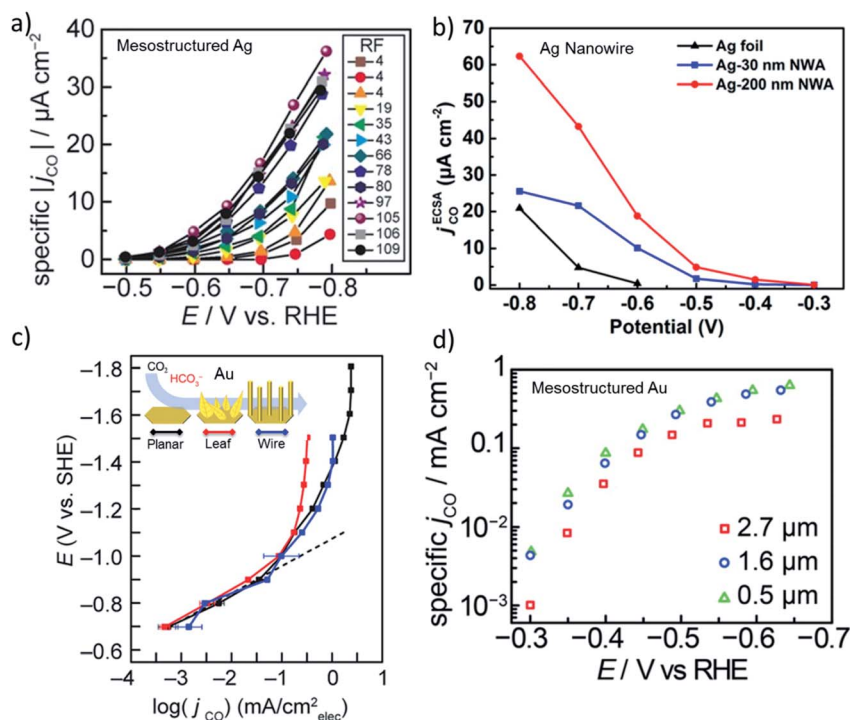 a)
Mesostructured Ag
specific |j_CO| / µA cm⁻²
40
30
20
10
0
−0.5 −0.6 −0.7 −0.8
E / V vs. RHE
RF
4
4
4
19
35
43
66
78
80
97
105
106
109
b)
Ag Nanowire
j_CO^ECSA (µA cm⁻²)
70
60
50
40
30
20
10
0
Ag foil
Ag-30 nm NWA
Ag-200 nm NWA
-0.8 -0.7 -0.6 -0.5 -0.4 -0.3
Potential (V)
c)
E (V vs. SHE)
−1.8
−1.6
−1.4
−1.2
−1.0
−0.8
−0.6
CO₂
HCO₃⁻
Au
Planar Leaf Wire
−4 −3 −2 −1 0 1
log(j_CO) (mA/cm²elec)
d)
Mesostructured Au
specific j_CO / mA cm⁻²
1
0.1
10⁻²
10⁻³
2.7 µm
1.6 µm
0.5 µm
−0.3 −0.4 −0.5 −0.6 −0.7
E / V vs RHE